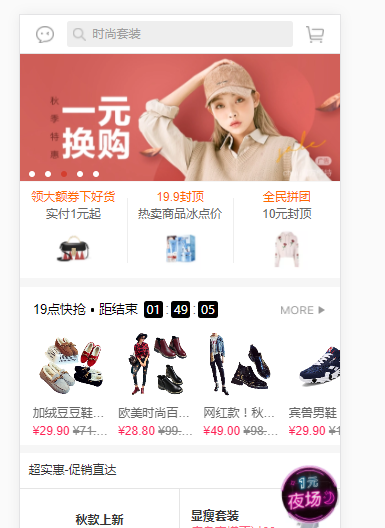 时尚套装
秋季特惠
一元
换购
sale
领大额券下好货
实付1元起
19.9封顶
热卖商品冰点价
全民拼团
10元封顶
19点快抢 • 距结束 01 : 49 : 05
MORE ▶
加绒豆豆鞋...
¥29.90 ¥71....
欧美时尚百...
¥28.80 ¥99....
网红款！秋...
¥49.00 ¥98....
宾兽男鞋
¥29.90 ¥1
超实惠-促销直达
1元
夜场
秋款上新
显瘦套装